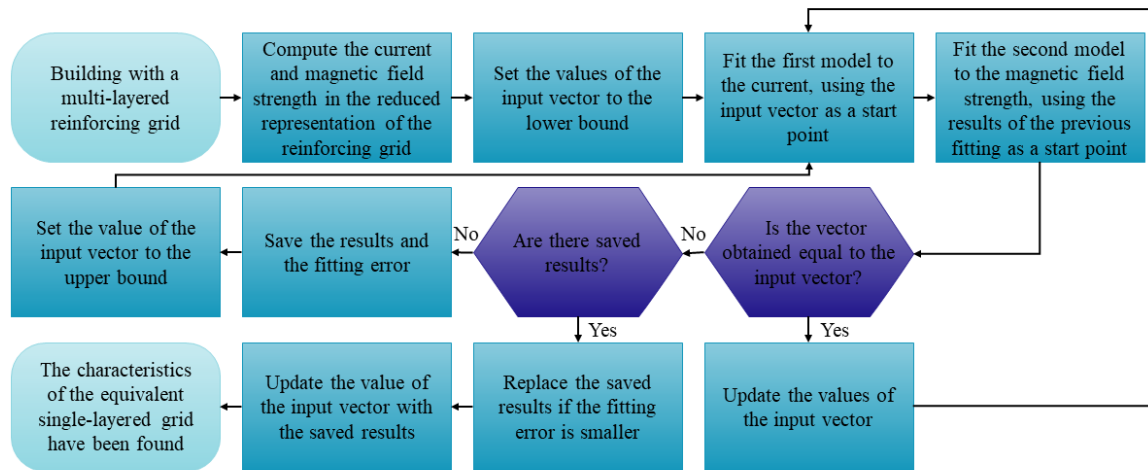 Building with a
multi-layered
reinforcing grid
Compute the current
and magnetic field
strength in the reduced
representation of the
reinforcing grid
Set the values of the
input vector to the
lower bound
Fit the first model to
the current, using the
input vector as a start
point
Fit the second model
to the magnetic field
strength, using the
results of the previous
fitting as a start point
Set the value of the
input vector to the
upper bound
Save the results and
the fitting error
No
Are there saved
results?
No
Is the vector
obtained equal to the
input vector?
Yes
Yes
The characteristics
of the equivalent
single-layered grid
have been found
Update the value of
the input vector with
the saved results
Replace the saved
results if the fitting
error is smaller
Update the values of
the input vector